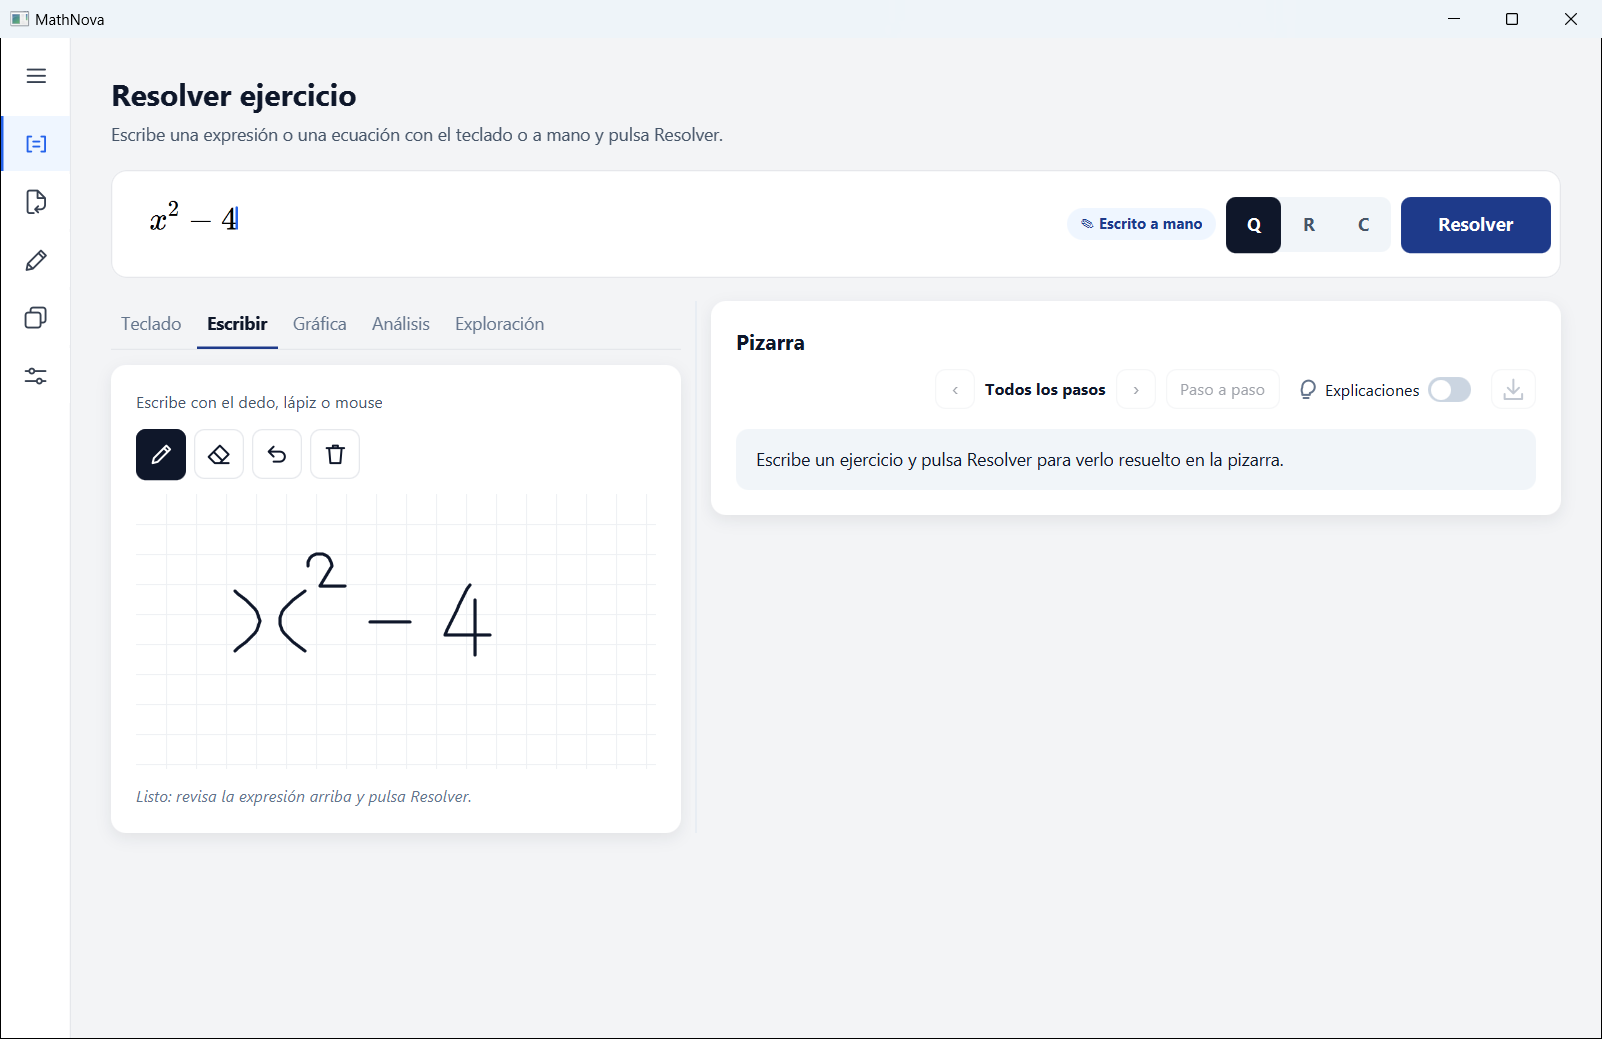 MathNova
Resolver ejercicio
Escribe una expresión o una ecuación con el teclado o a mano y pulsa Resolver.
x² − 4
✎ Escrito a mano
Q R C
Resolver
Teclado Escribir Gráfica Análisis Exploración
Escribe con el dedo, lápiz o mouse
x² − 4
Listo: revisa la expresión arriba y pulsa Resolver.
Pizarra
‹ Todos los pasos › Paso a paso Explicaciones
Escribe un ejercicio y pulsa Resolver para verlo resuelto en la pizarra.